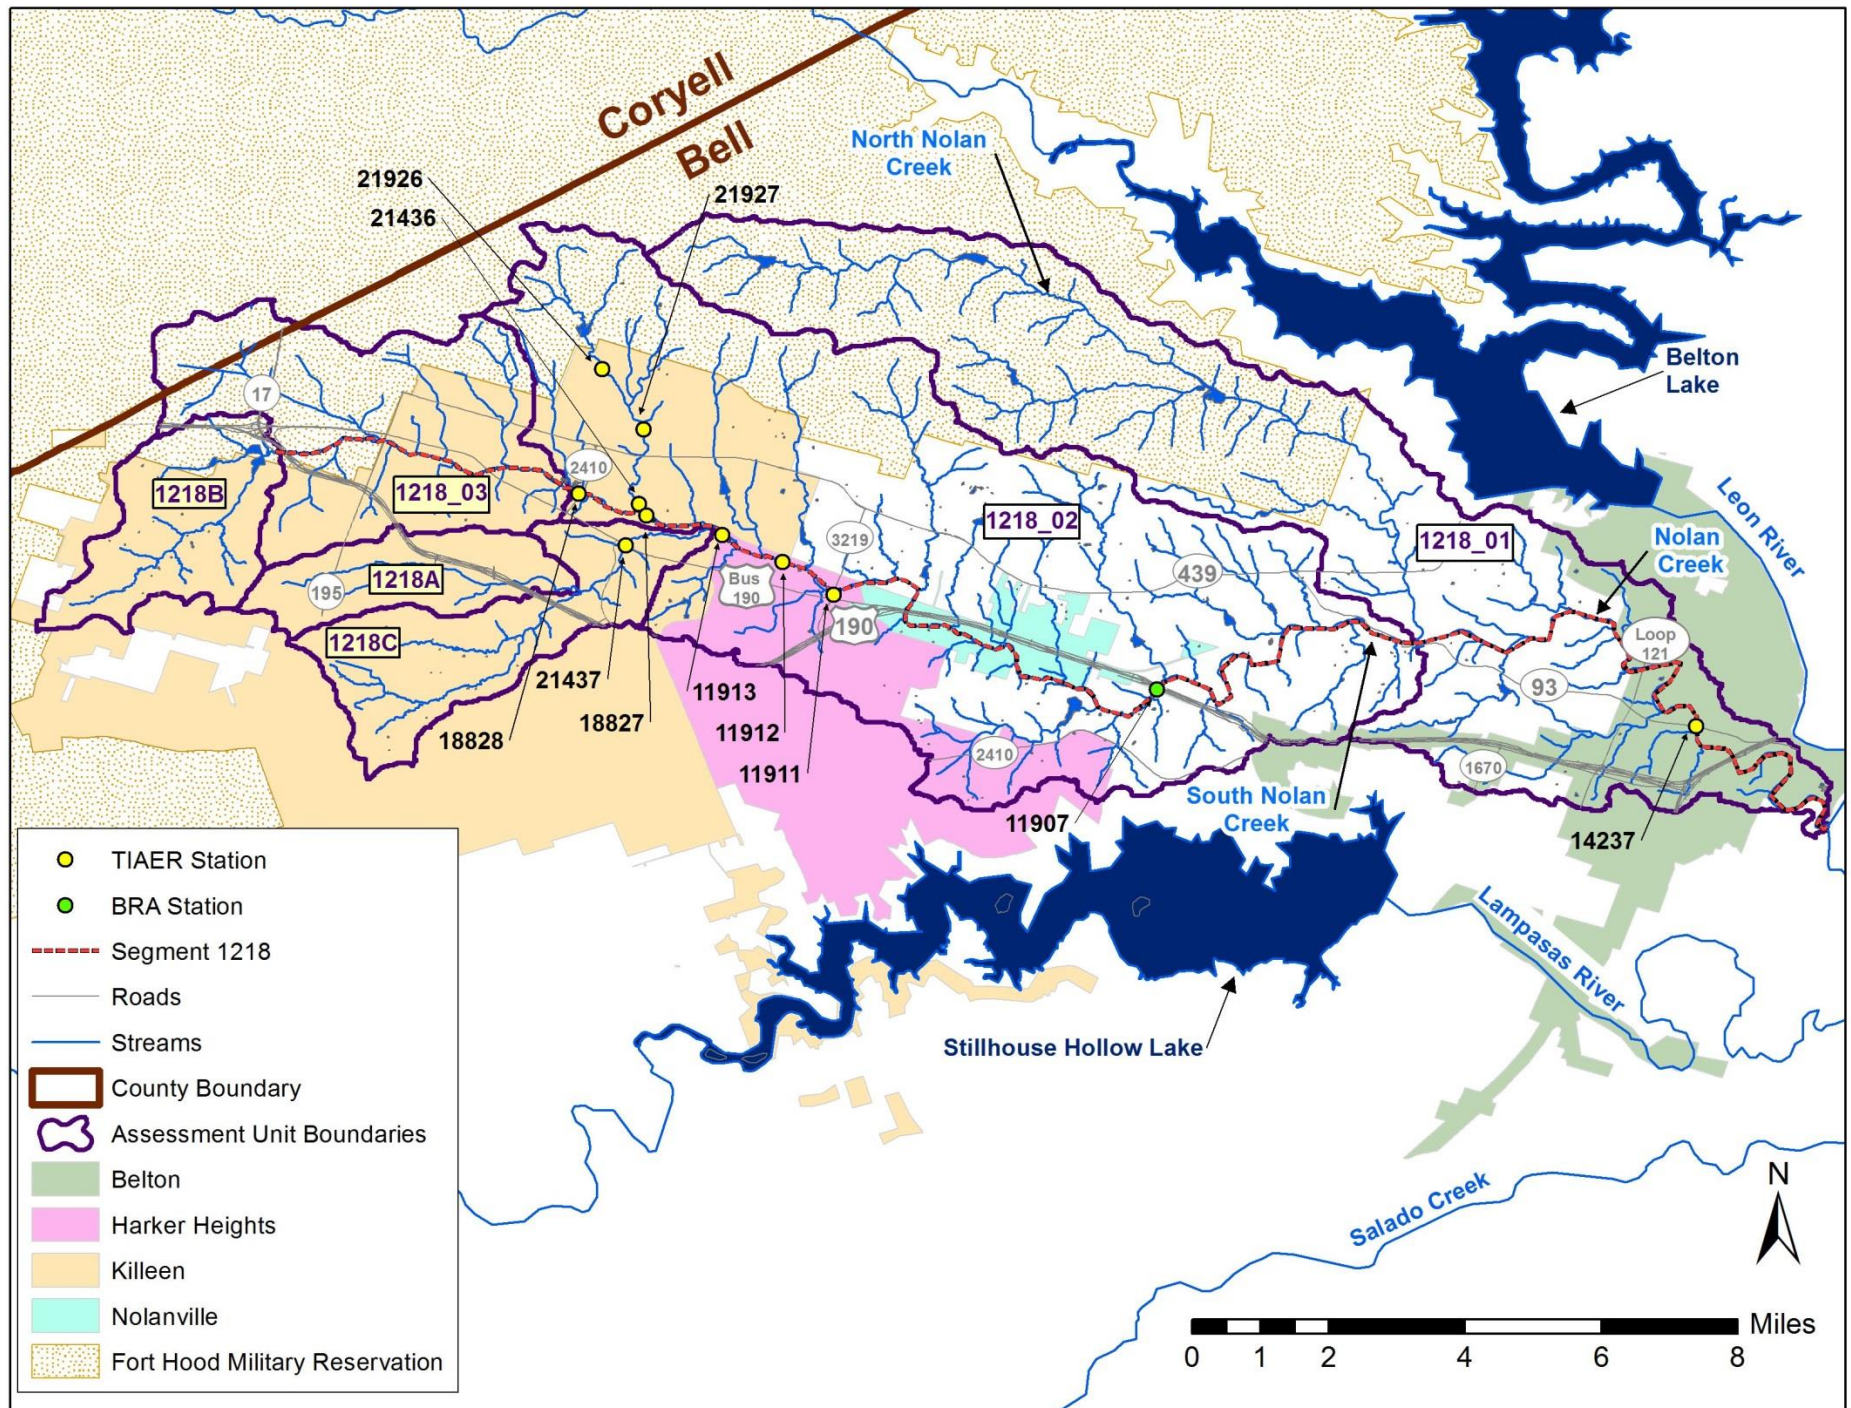 Coryell
Bell
North Nolan
Creek
21926
21436
21927
17
Belton
Lake
2410
1218B
1218_03
1218_02
1218_01
Leon River
3219
Nolan
Creek
439
1218A
195
Bus
190
190
1218C
Loop
121
93
21437
11913
18827
18828
11912
11911
2410
1670
South Nolan
Creek
11907
14237
Lampasas River
Stillhouse Hollow Lake
Salado Creek
TIAER Station
BRA Station
Segment 1218
Roads
Streams
County Boundary
Assessment Unit Boundaries
Belton
Harker Heights
Killeen
Nolanville
Fort Hood Military Reservation
N
Miles
0 1 2 4 6 8